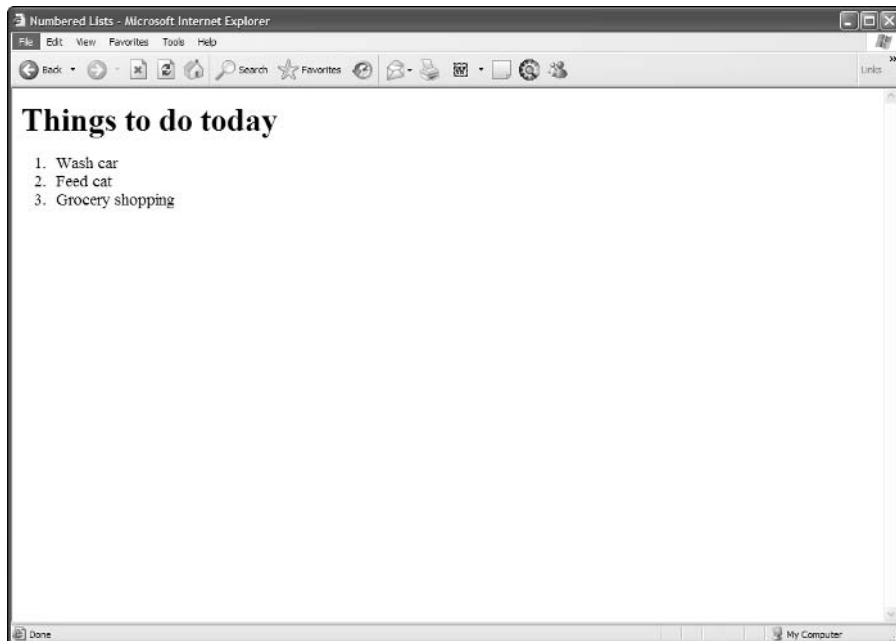 Numbered Lists - Microsoft Internet Explorer
File Edit View Favorites Tools Help
Back Search Favorites W Links »
Things to do today
1. Wash car
2. Feed cat
3. Grocery shopping
Done My Computer